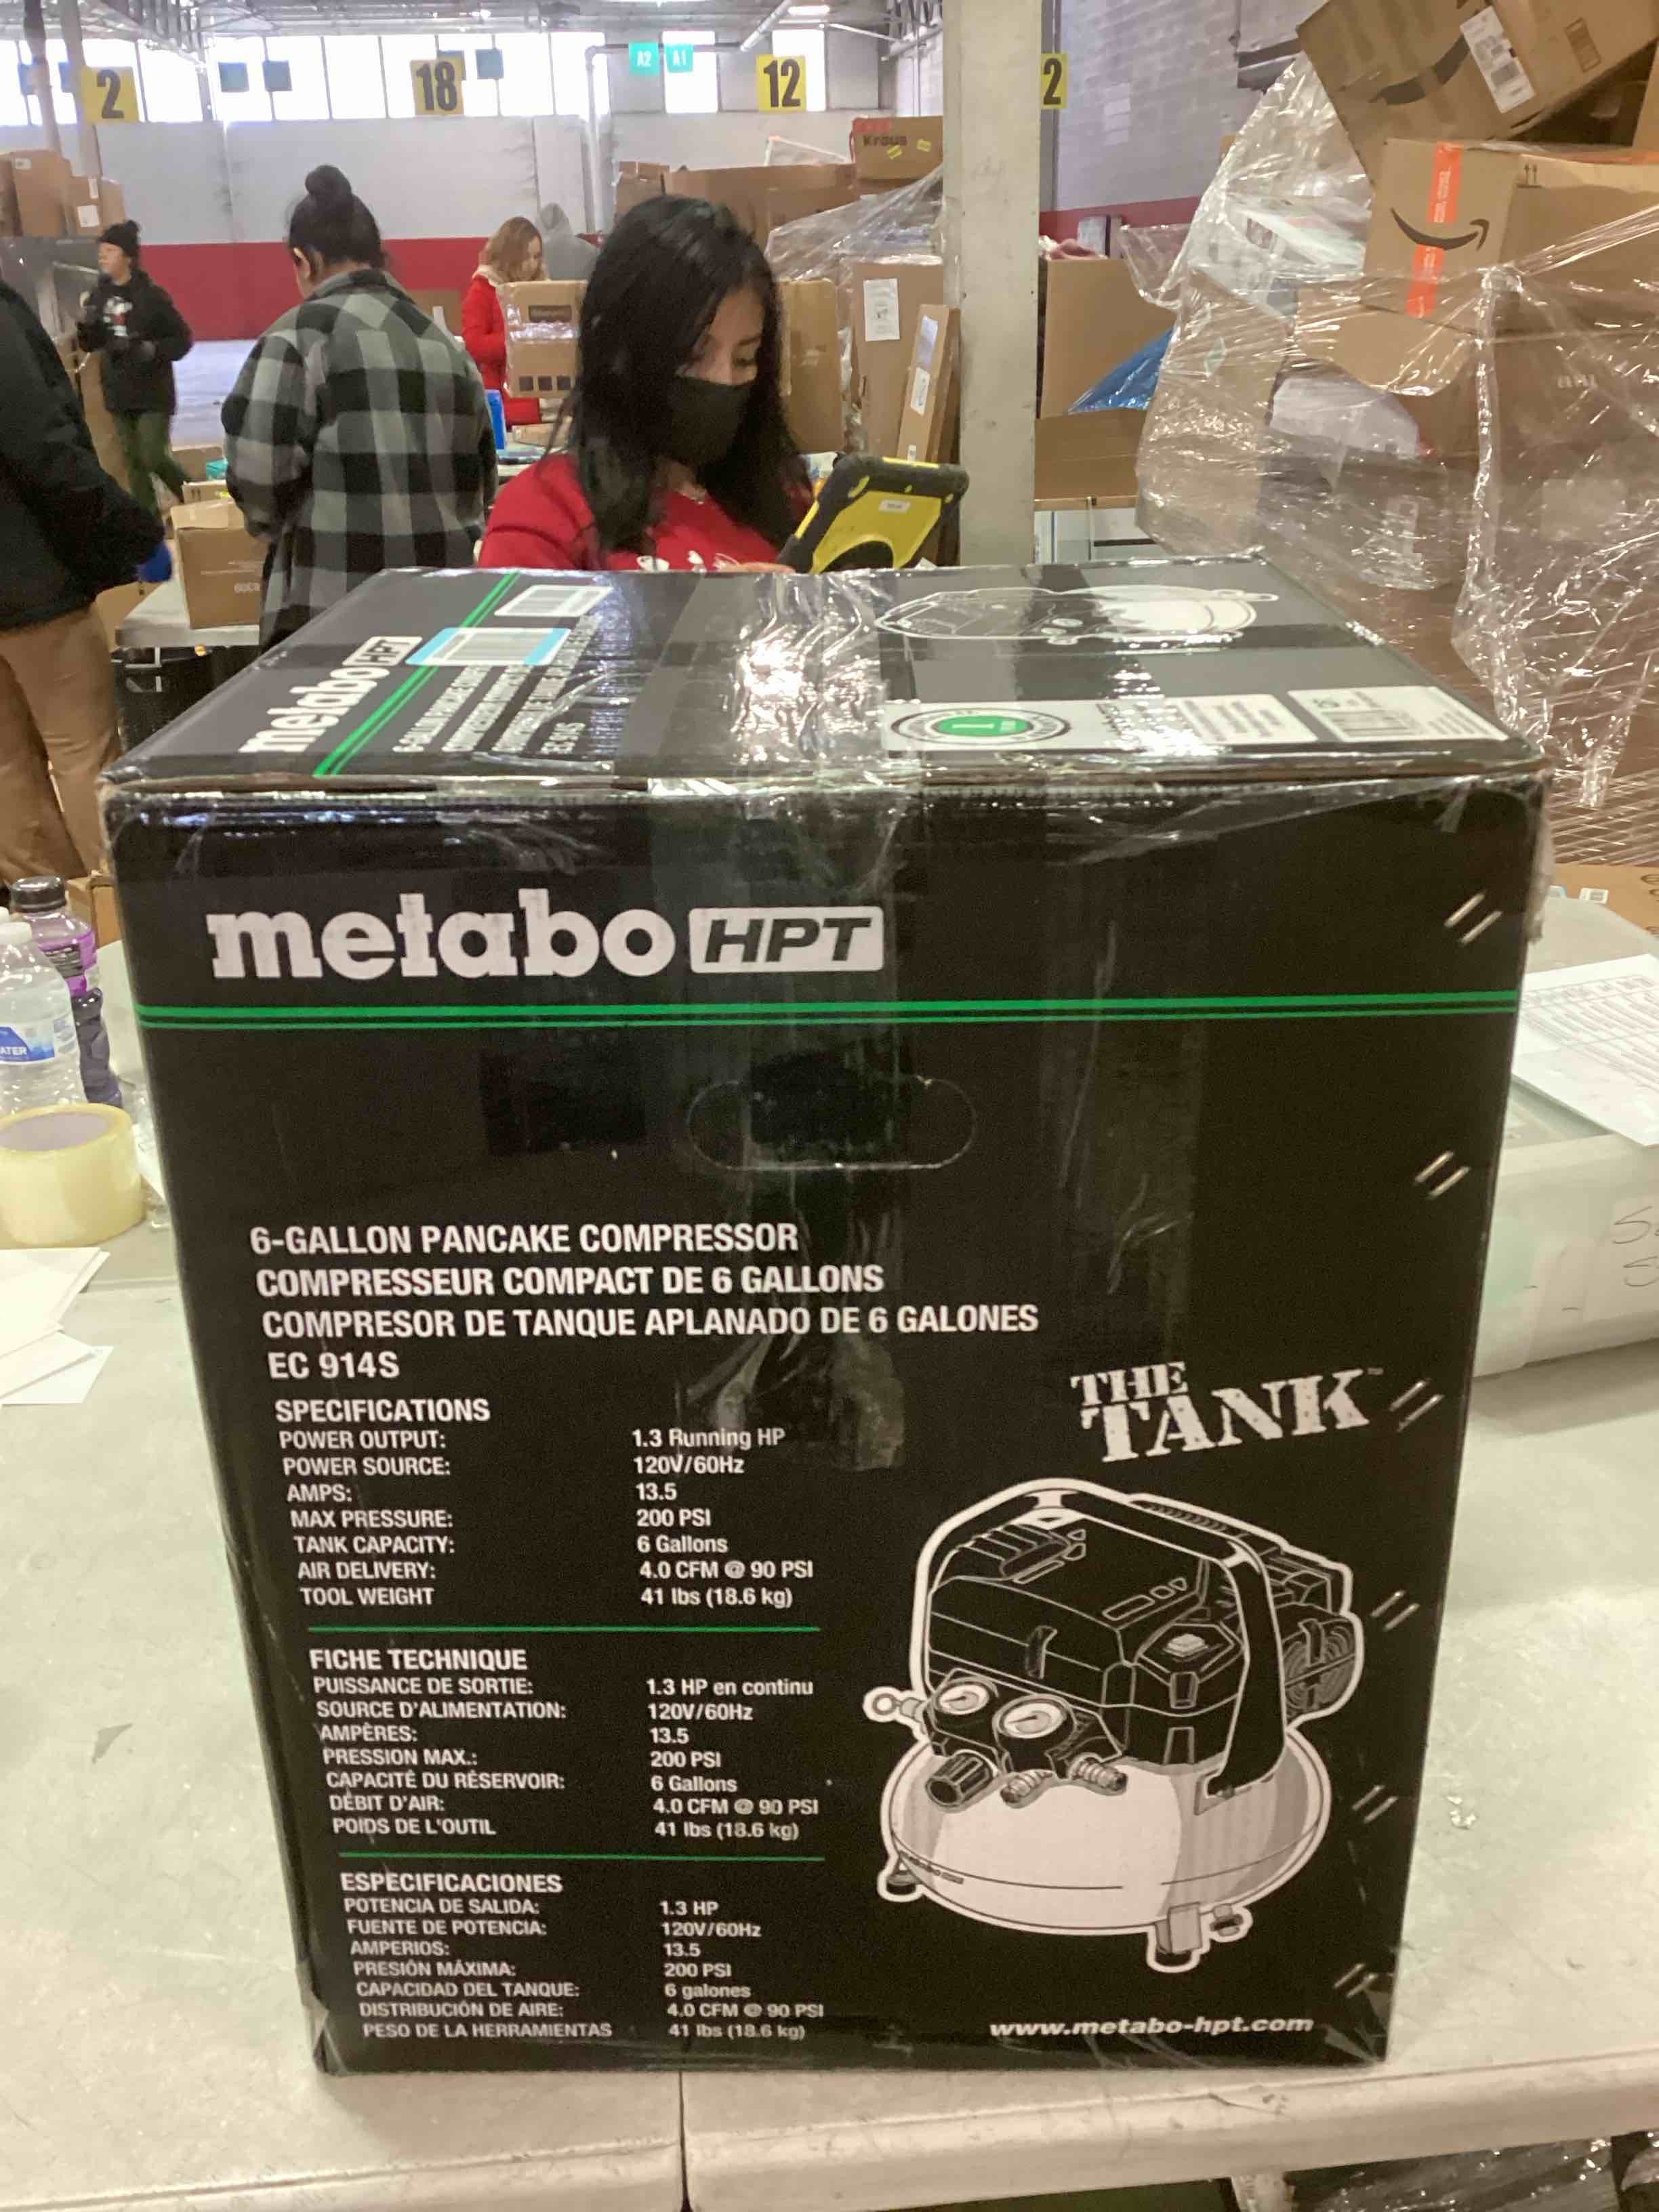 2
18
A2
A1
12
2
Kraus
metabo HPT
metabo HPT
6-GALLON PANCAKE COMPRESSOR
COMPRESSEUR COMPACT DE 6 GALLONS
COMPRESOR DE TANQUE APLANADO DE 6 GALONES
EC 914S
SPECIFICATIONS
POWER OUTPUT: 1.3 Running HP
POWER SOURCE: 120V/60Hz
AMPS: 13.5
MAX PRESSURE: 200 PSI
TANK CAPACITY: 6 Gallons
AIR DELIVERY: 4.0 CFM @ 90 PSI
TOOL WEIGHT 41 lbs (18.6 kg)
FICHE TECHNIQUE
PUISSANCE DE SORTIE: 1.3 HP en continu
SOURCE D'ALIMENTATION: 120V/60Hz
AMPÈRES: 13.5
PRESSION MAX.: 200 PSI
CAPACITÉ DU RÉSERVOIR: 6 Gallons
DÉBIT D'AIR: 4.0 CFM @ 90 PSI
POIDS DE L'OUTIL 41 lbs (18.6 kg)
ESPECIFICACIONES
POTENCIA DE SALIDA: 1.3 HP
FUENTE DE POTENCIA: 120V/60Hz
AMPERIOS: 13.5
PRESIÓN MÁXIMA: 200 PSI
CAPACIDAD DEL TANQUE: 6 galones
DISTRIBUCIÓN DE AIRE: 4.0 CFM @ 90 PSI
PESO DE LA HERRAMIENTAS 41 lbs (18.6 kg)
THE
TANK™
www.metabo-hpt.com